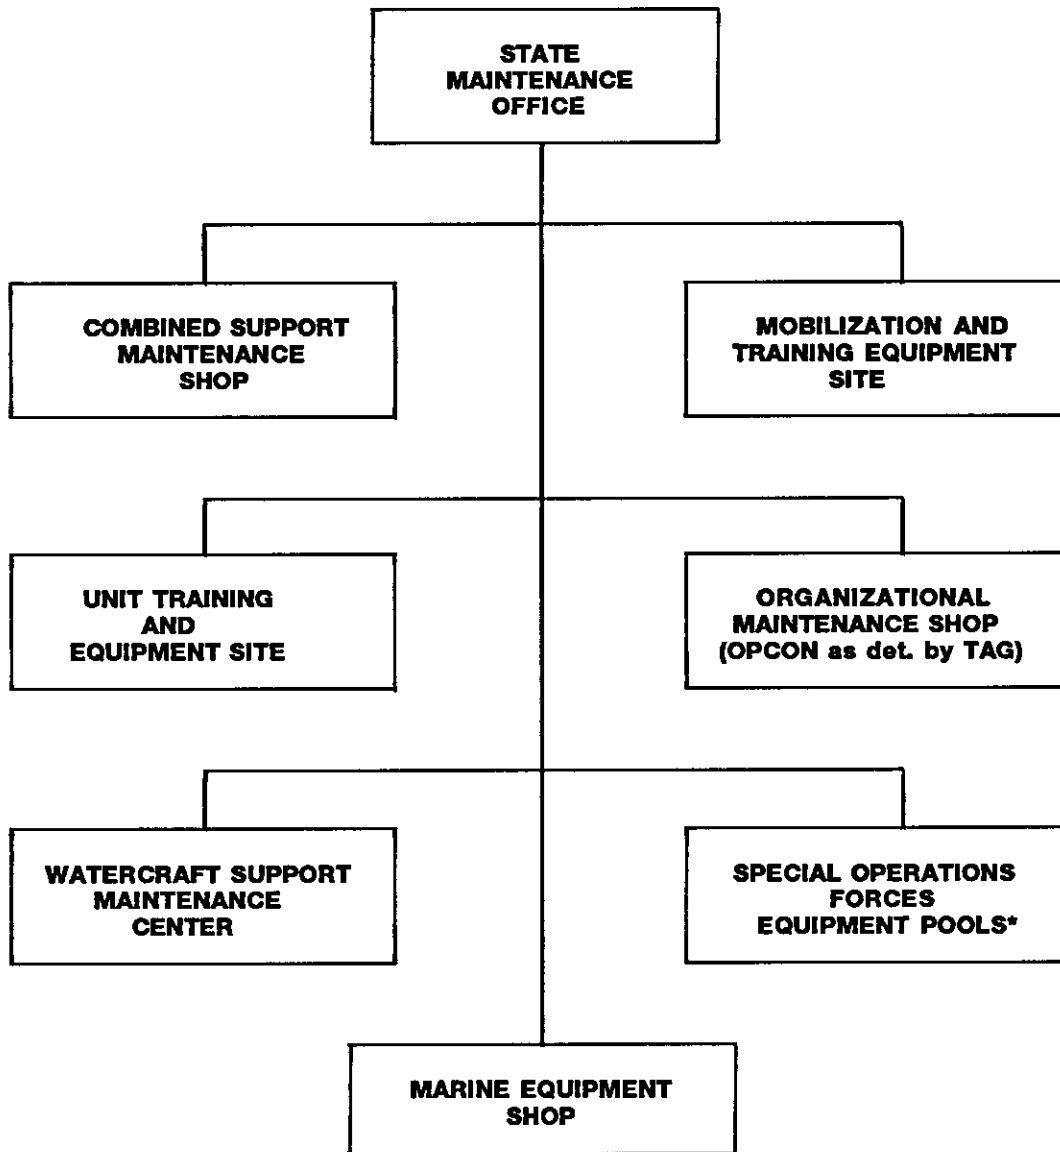 STATE
MAINTENANCE
OFFICE
COMBINED SUPPORT
MAINTENANCE
SHOP
MOBILIZATION AND
TRAINING EQUIPMENT
SITE
UNIT TRAINING
AND
EQUIPMENT SITE
ORGANIZATIONAL
MAINTENANCE SHOP
(OPCON as det. by TAG)
WATERCRAFT SUPPORT
MAINTENANCE
CENTER
SPECIAL OPERATIONS
FORCES
EQUIPMENT POOLS*
MARINE EQUIPMENT
SHOP